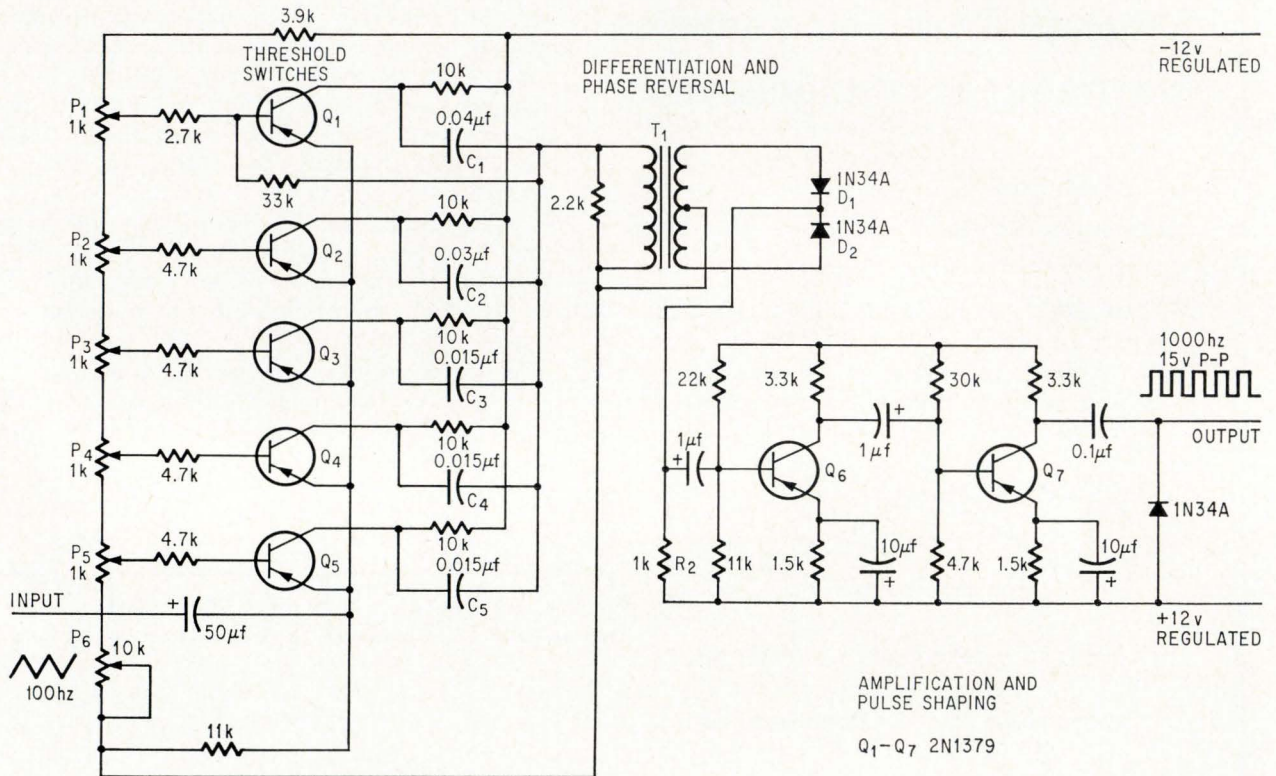 3.9k
THRESHOLD
SWITCHES
−12v
REGULATED
DIFFERENTIATION AND
PHASE REVERSAL
P1
1k
2.7k
Q1
10k
0.04μf
C1
33k
T1
2.2k
1N34A
D1
1N34A
D2
P2
1k
4.7k
Q2
10k
0.03μf
C2
P3
1k
4.7k
Q3
10k
0.015μf
C3
P4
1k
4.7k
Q4
10k
0.015μf
C4
P5
1k
4.7k
Q5
10k
0.015μf
C5
INPUT
+
50μf
P6
10k
100hz
11k
22k
3.3k
30k
3.3k
1000hz
15v P-P
OUTPUT
+
1μf
+
1μf
Q6
Q7
0.1μf
1N34A
1k
R2
11k
1.5k
10μf
+
4.7k
1.5k
10μf
+
+12v
REGULATED
AMPLIFICATION AND
PULSE SHAPING
Q1−Q7 2N1379